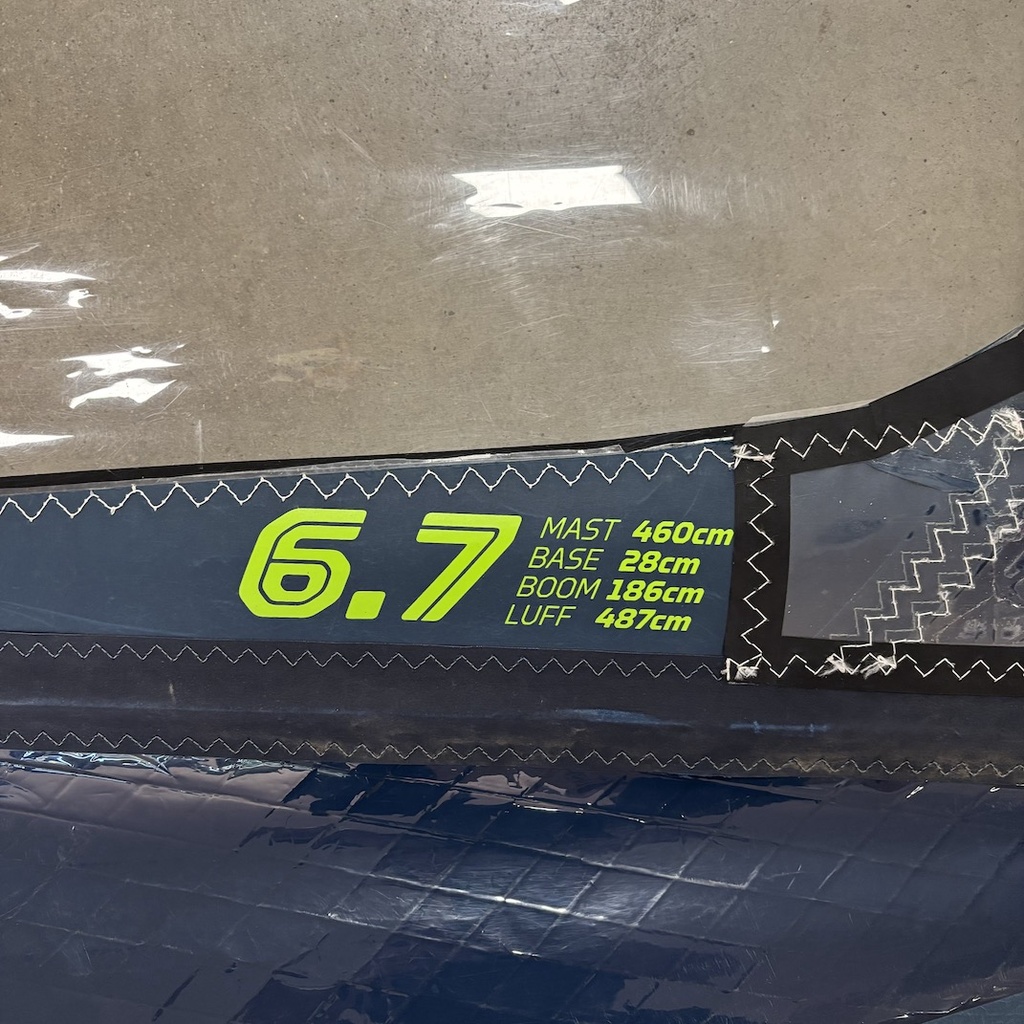 6.7
MAST 460cm
BASE 28cm
BOOM 186cm
LUFF 487cm